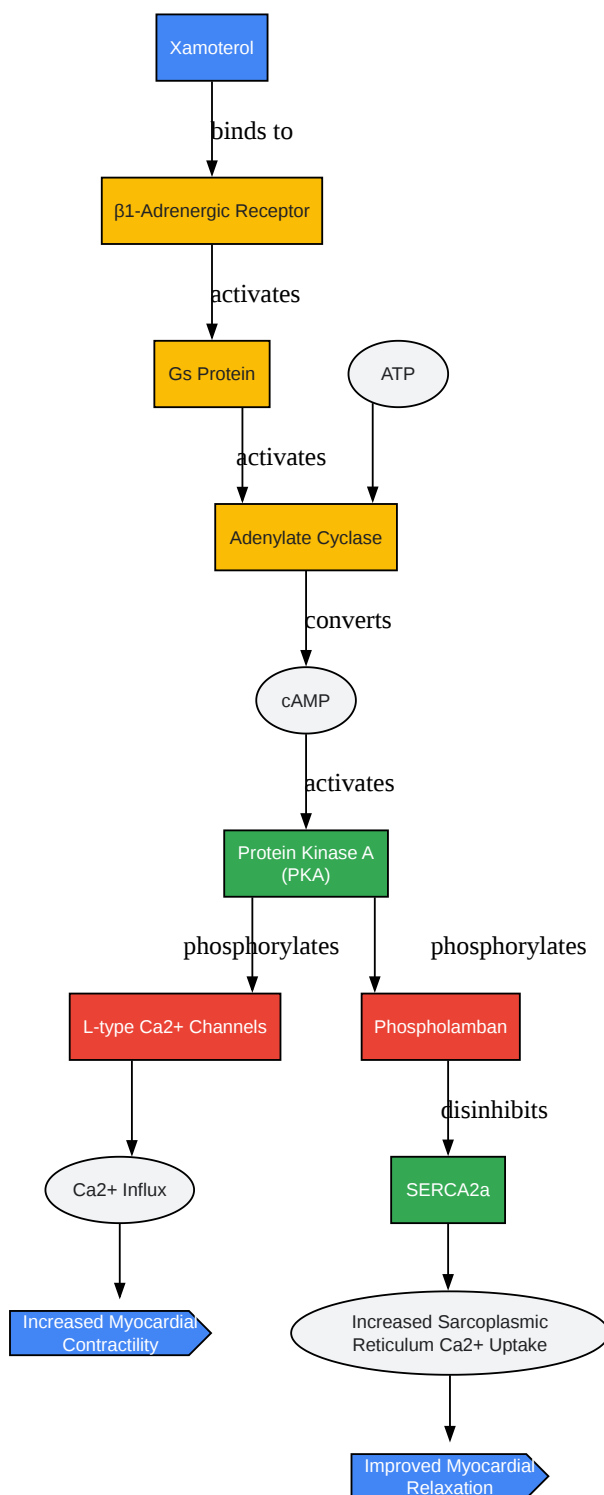 Xamoterol
binds to
β1-Adrenergic Receptor
activates
Gs Protein
ATP
activates
Adenylate Cyclase
converts
cAMP
activates
Protein Kinase A
(PKA)
phosphorylates
phosphorylates
L-type Ca2+ Channels
Phospholamban
disinhibits
Ca2+ Influx
SERCA2a
Increased Myocardial
Contractility
Increased Sarcoplasmic
Reticulum Ca2+ Uptake
Improved Myocardial
Relaxation